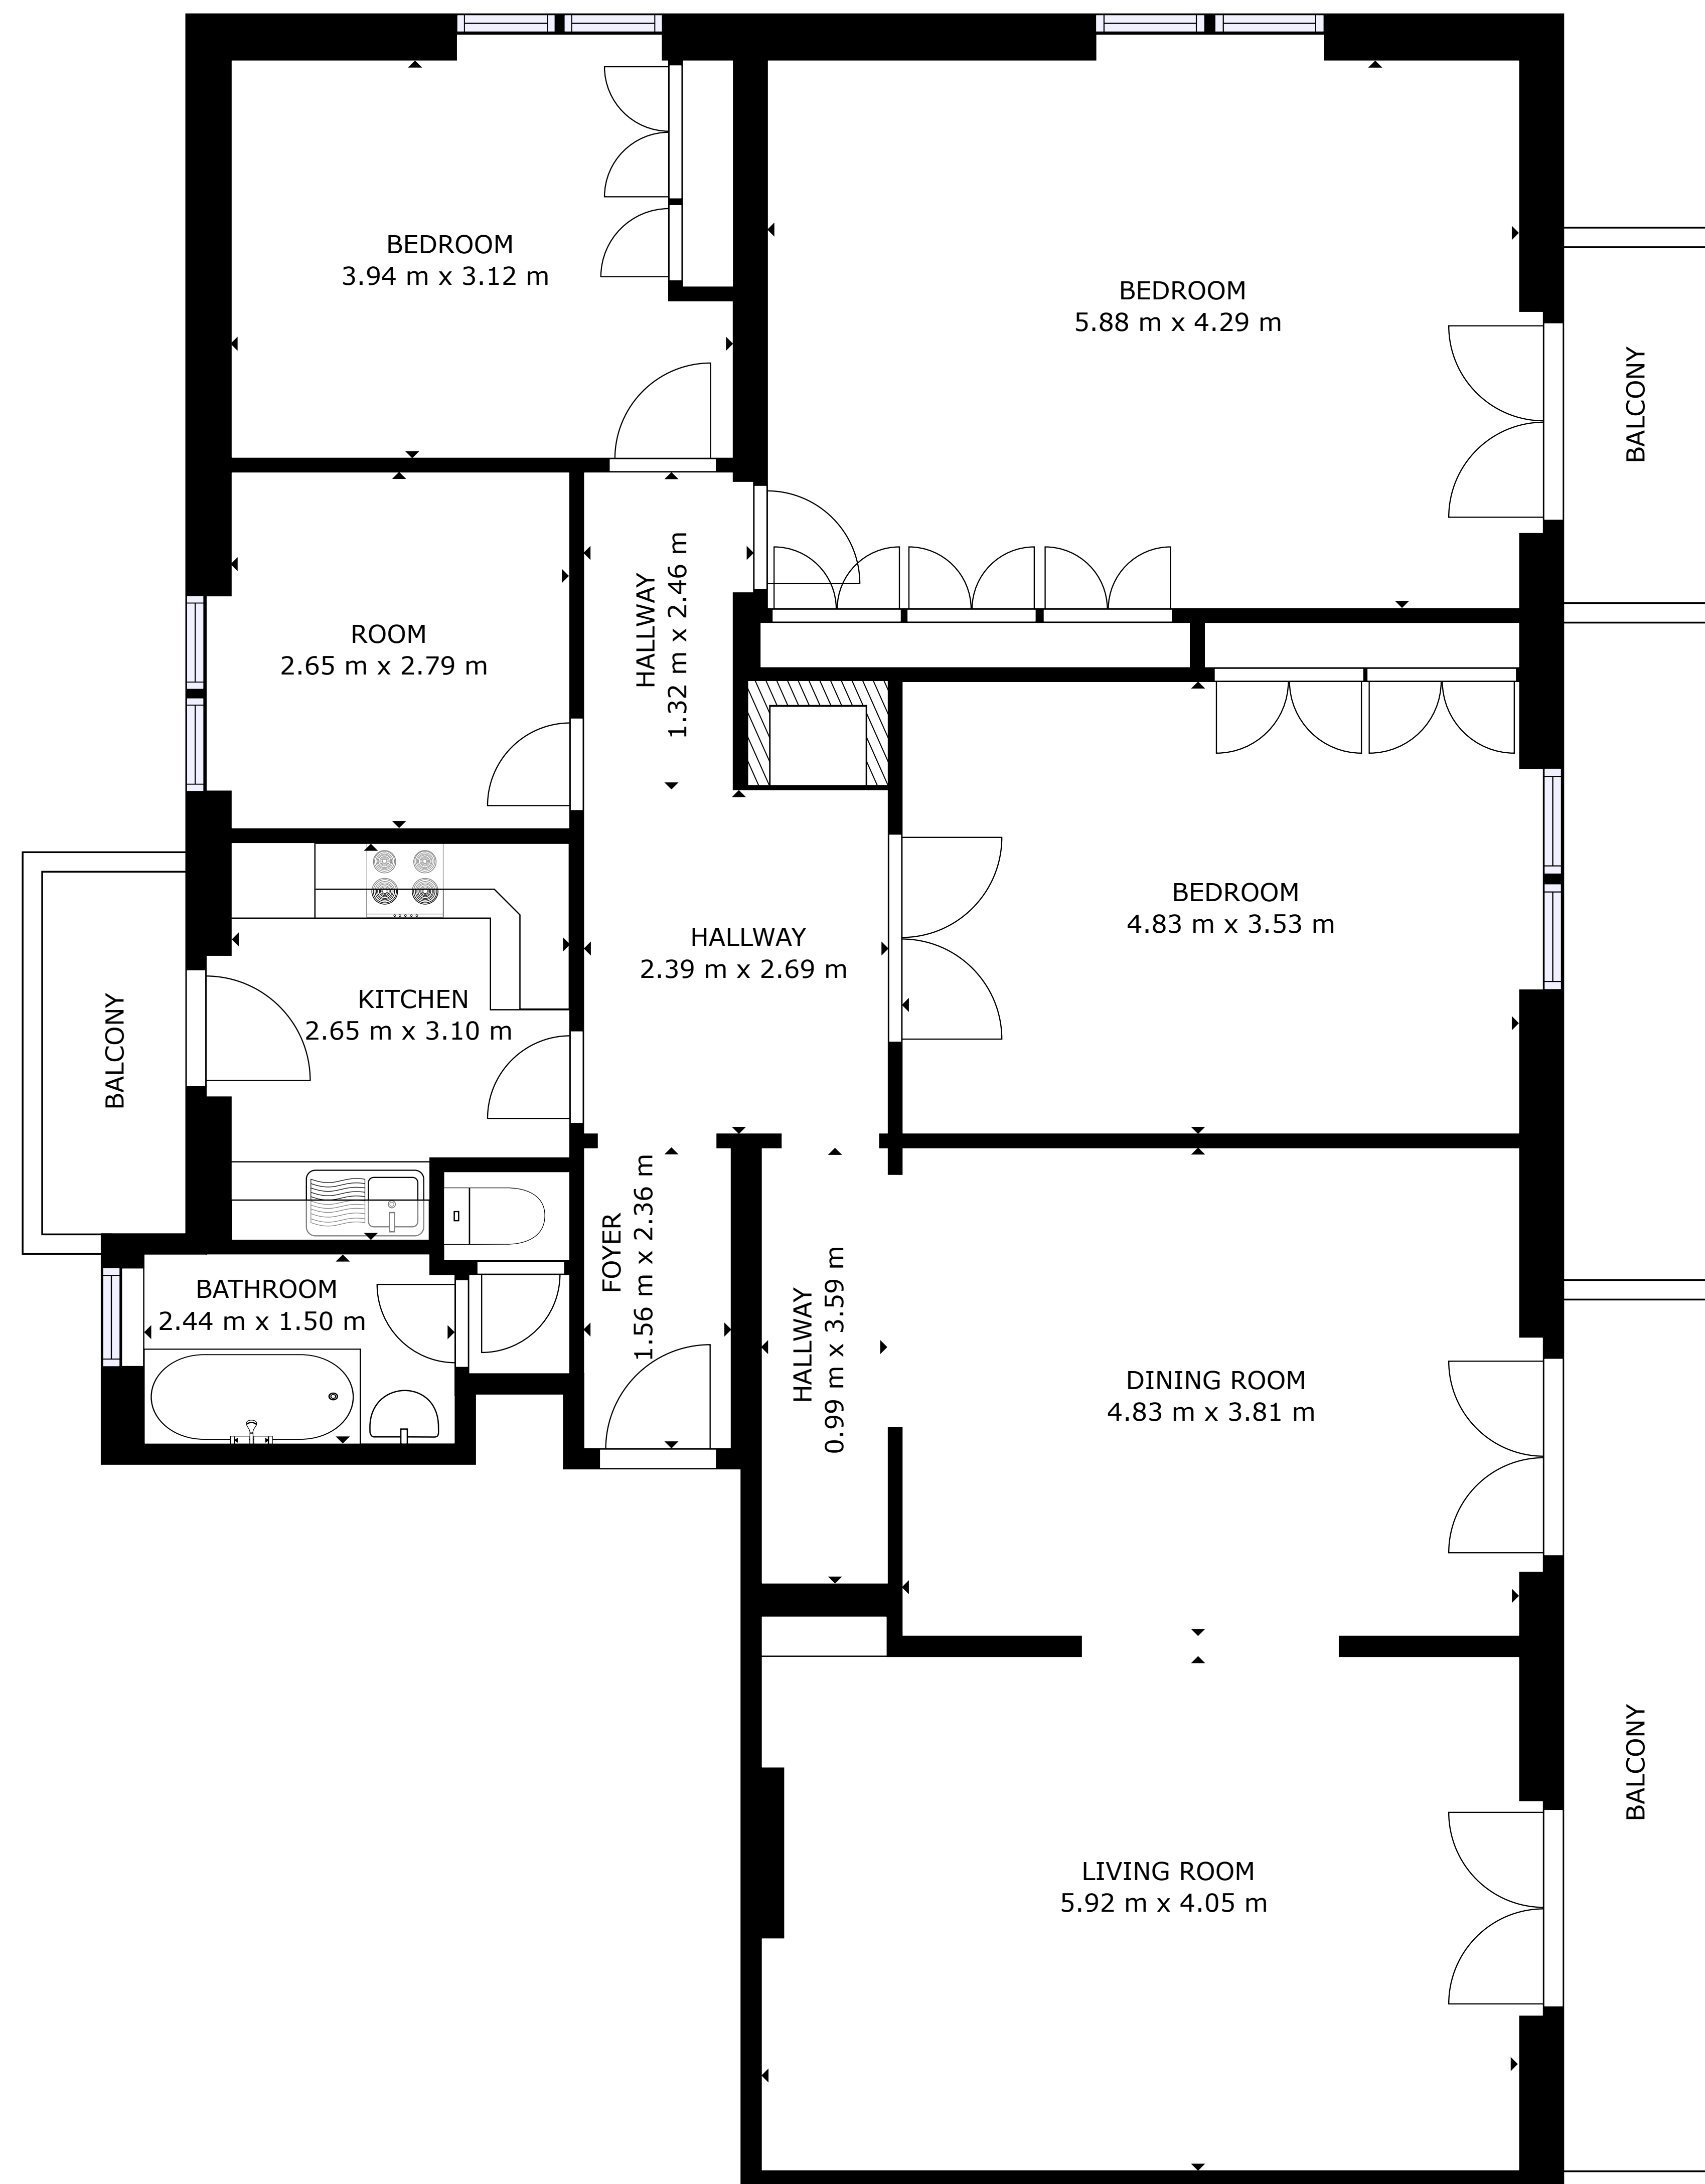 BEDROOM
3.94 m x 3.12 m
BEDROOM
5.88 m x 4.29 m
BALCONY
ROOM
2.65 m x 2.79 m
HALLWAY
1.32 m x 2.46 m
BEDROOM
4.83 m x 3.53 m
HALLWAY
2.39 m x 2.69 m
KITCHEN
2.65 m x 3.10 m
BALCONY
BATHROOM
2.44 m x 1.50 m
FOYER
1.56 m x 2.36 m
HALLWAY
0.99 m x 3.59 m
DINING ROOM
4.83 m x 3.81 m
BALCONY
LIVING ROOM
5.92 m x 4.05 m